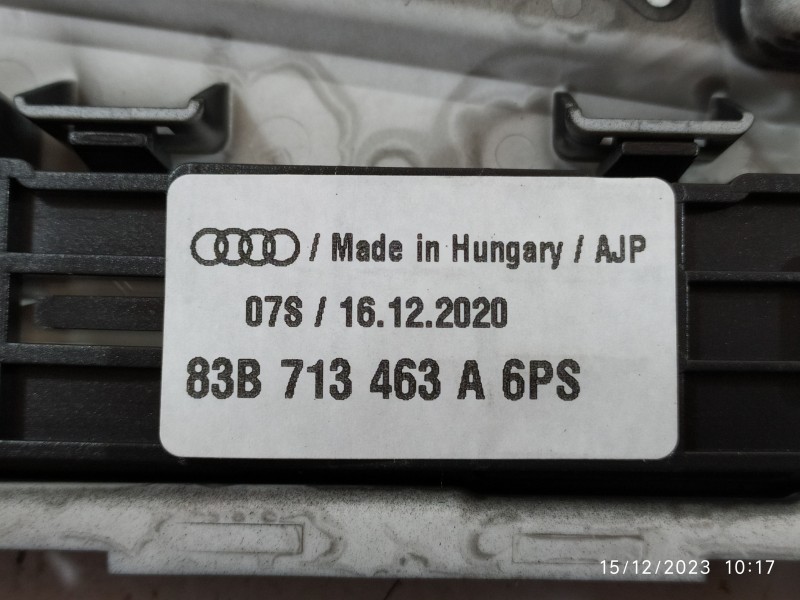 / Made in Hungary / AJP
07S / 16.12.2020
83B 713 463 A 6PS
15/12/2023 10:17